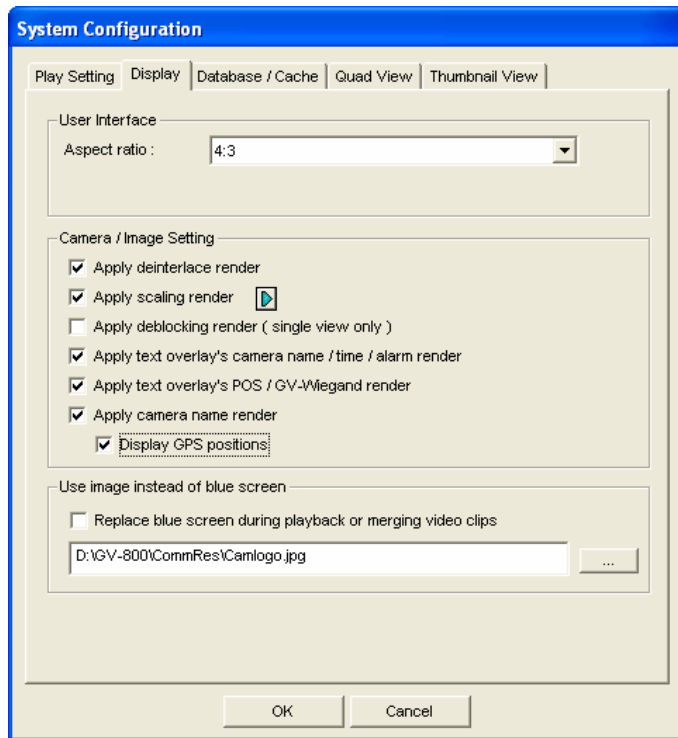 System Configuration
Play Setting Display Database / Cache Quad View Thumbnail View
User Interface
Aspect ratio : 4:3
Camera / Image Setting
Apply deinterlace render
Apply scaling render
Apply deblocking render ( single view only )
Apply text overlay's camera name / time / alarm render
Apply text overlay's POS / GV-Wiegand render
Apply camera name render
Display GPS positions
Use image instead of blue screen
Replace blue screen during playback or merging video clips
D:\GV-800\CommRes\Camlogo.jpg ...
OK Cancel